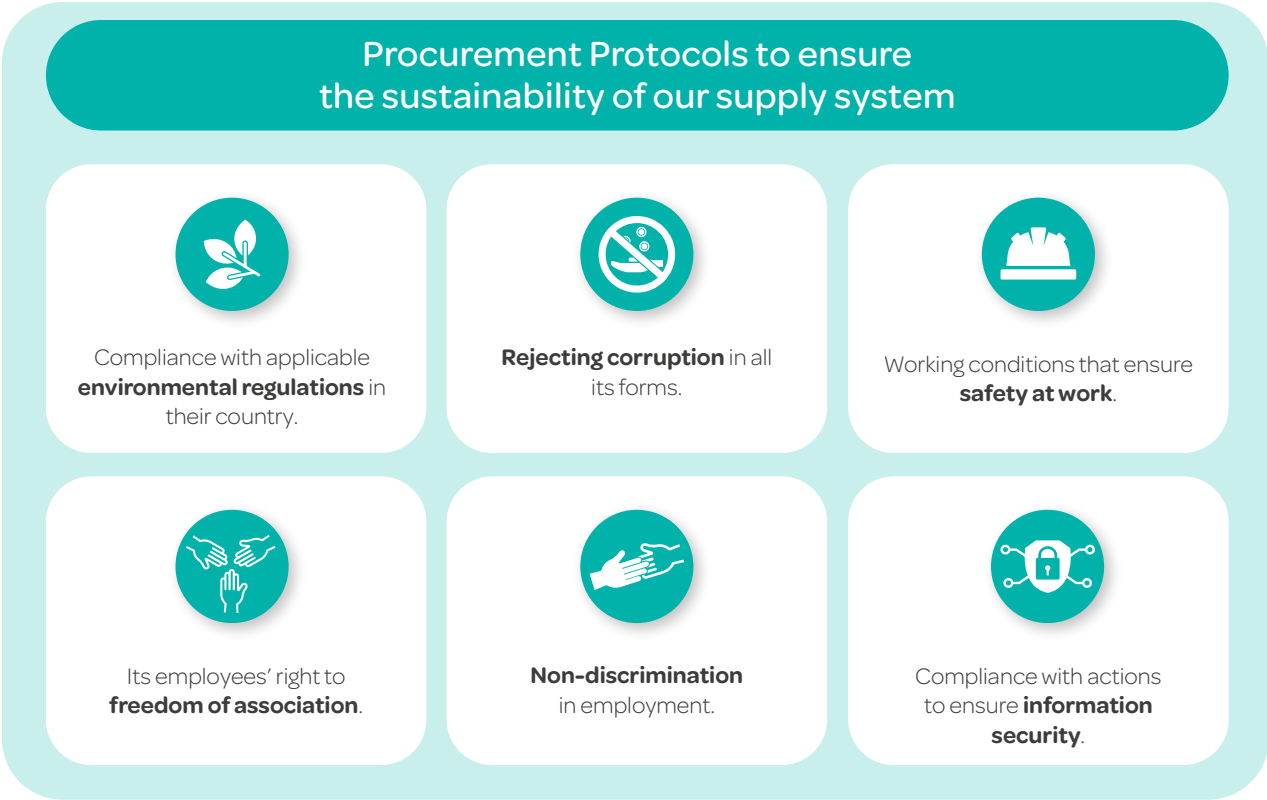 Procurement Protocols to ensure
the sustainability of our supply system
Compliance with applicable
environmental regulations in
their country.
Rejecting corruption in all
its forms.
Working conditions that ensure
safety at work.
Its employees’ right to
freedom of association.
Non-discrimination
in employment.
Compliance with actions
to ensure information
security.